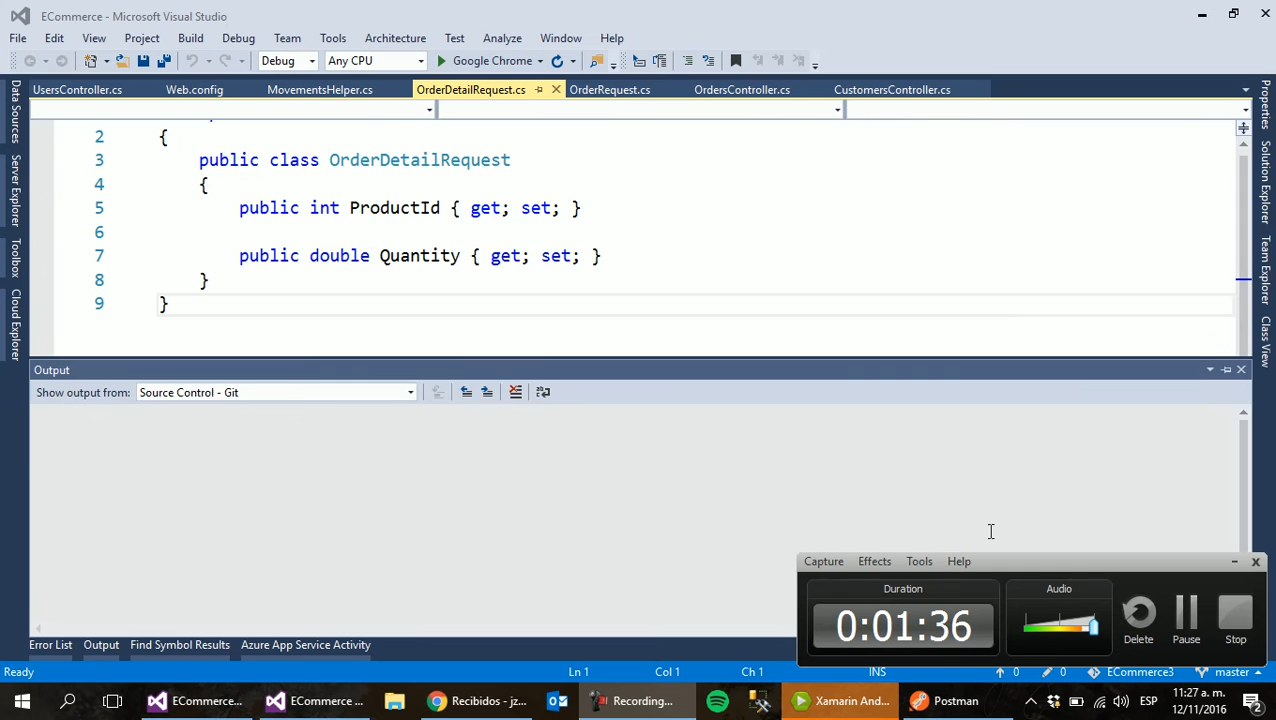 ECommerce - Microsoft Visual Studio
File Edit View Project Build Debug Team Tools Architecture Test Analyze Window Help
Debug Any CPU Google Chrome
UsersController.cs Web.config MovementsHelper.cs OrderDetailRequest.cs OrderRequest.cs OrdersController.cs CustomersController.cs
2 {
3 public class OrderDetailRequest
4 {
5 public int ProductId { get; set; }
6
7 public double Quantity { get; set; }
8 }
9 }
Data Sources
Server Explorer
Toolbox
Cloud Explorer
Properties
Solution Explorer
Team Explorer
Class View
Output
Show output from: Source Control - Git
Capture Effects Tools Help
Duration Audio
0:01:36
Delete Pause Stop
Error List Output Find Symbol Results Azure App Service Activity
Ready Ln 1 Col 1 Ch 1 INS 0 0 ECommerce3 master
ECommerce... ECommerce ... Recibidos - jz... Recording... Xamarin And... Postman ESP 11:27 a. m.
12/11/2016 2